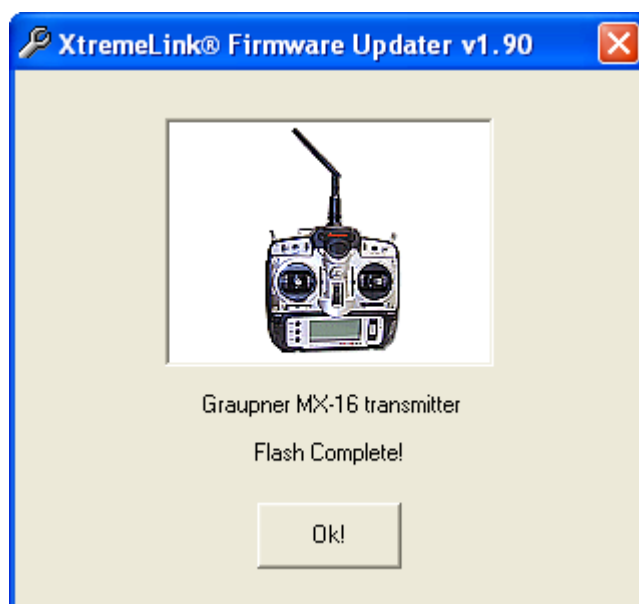 XtremeLink® Firmware Updater v1.90
Graupner MX-16 transmitter
Flash Complete!
Ok!